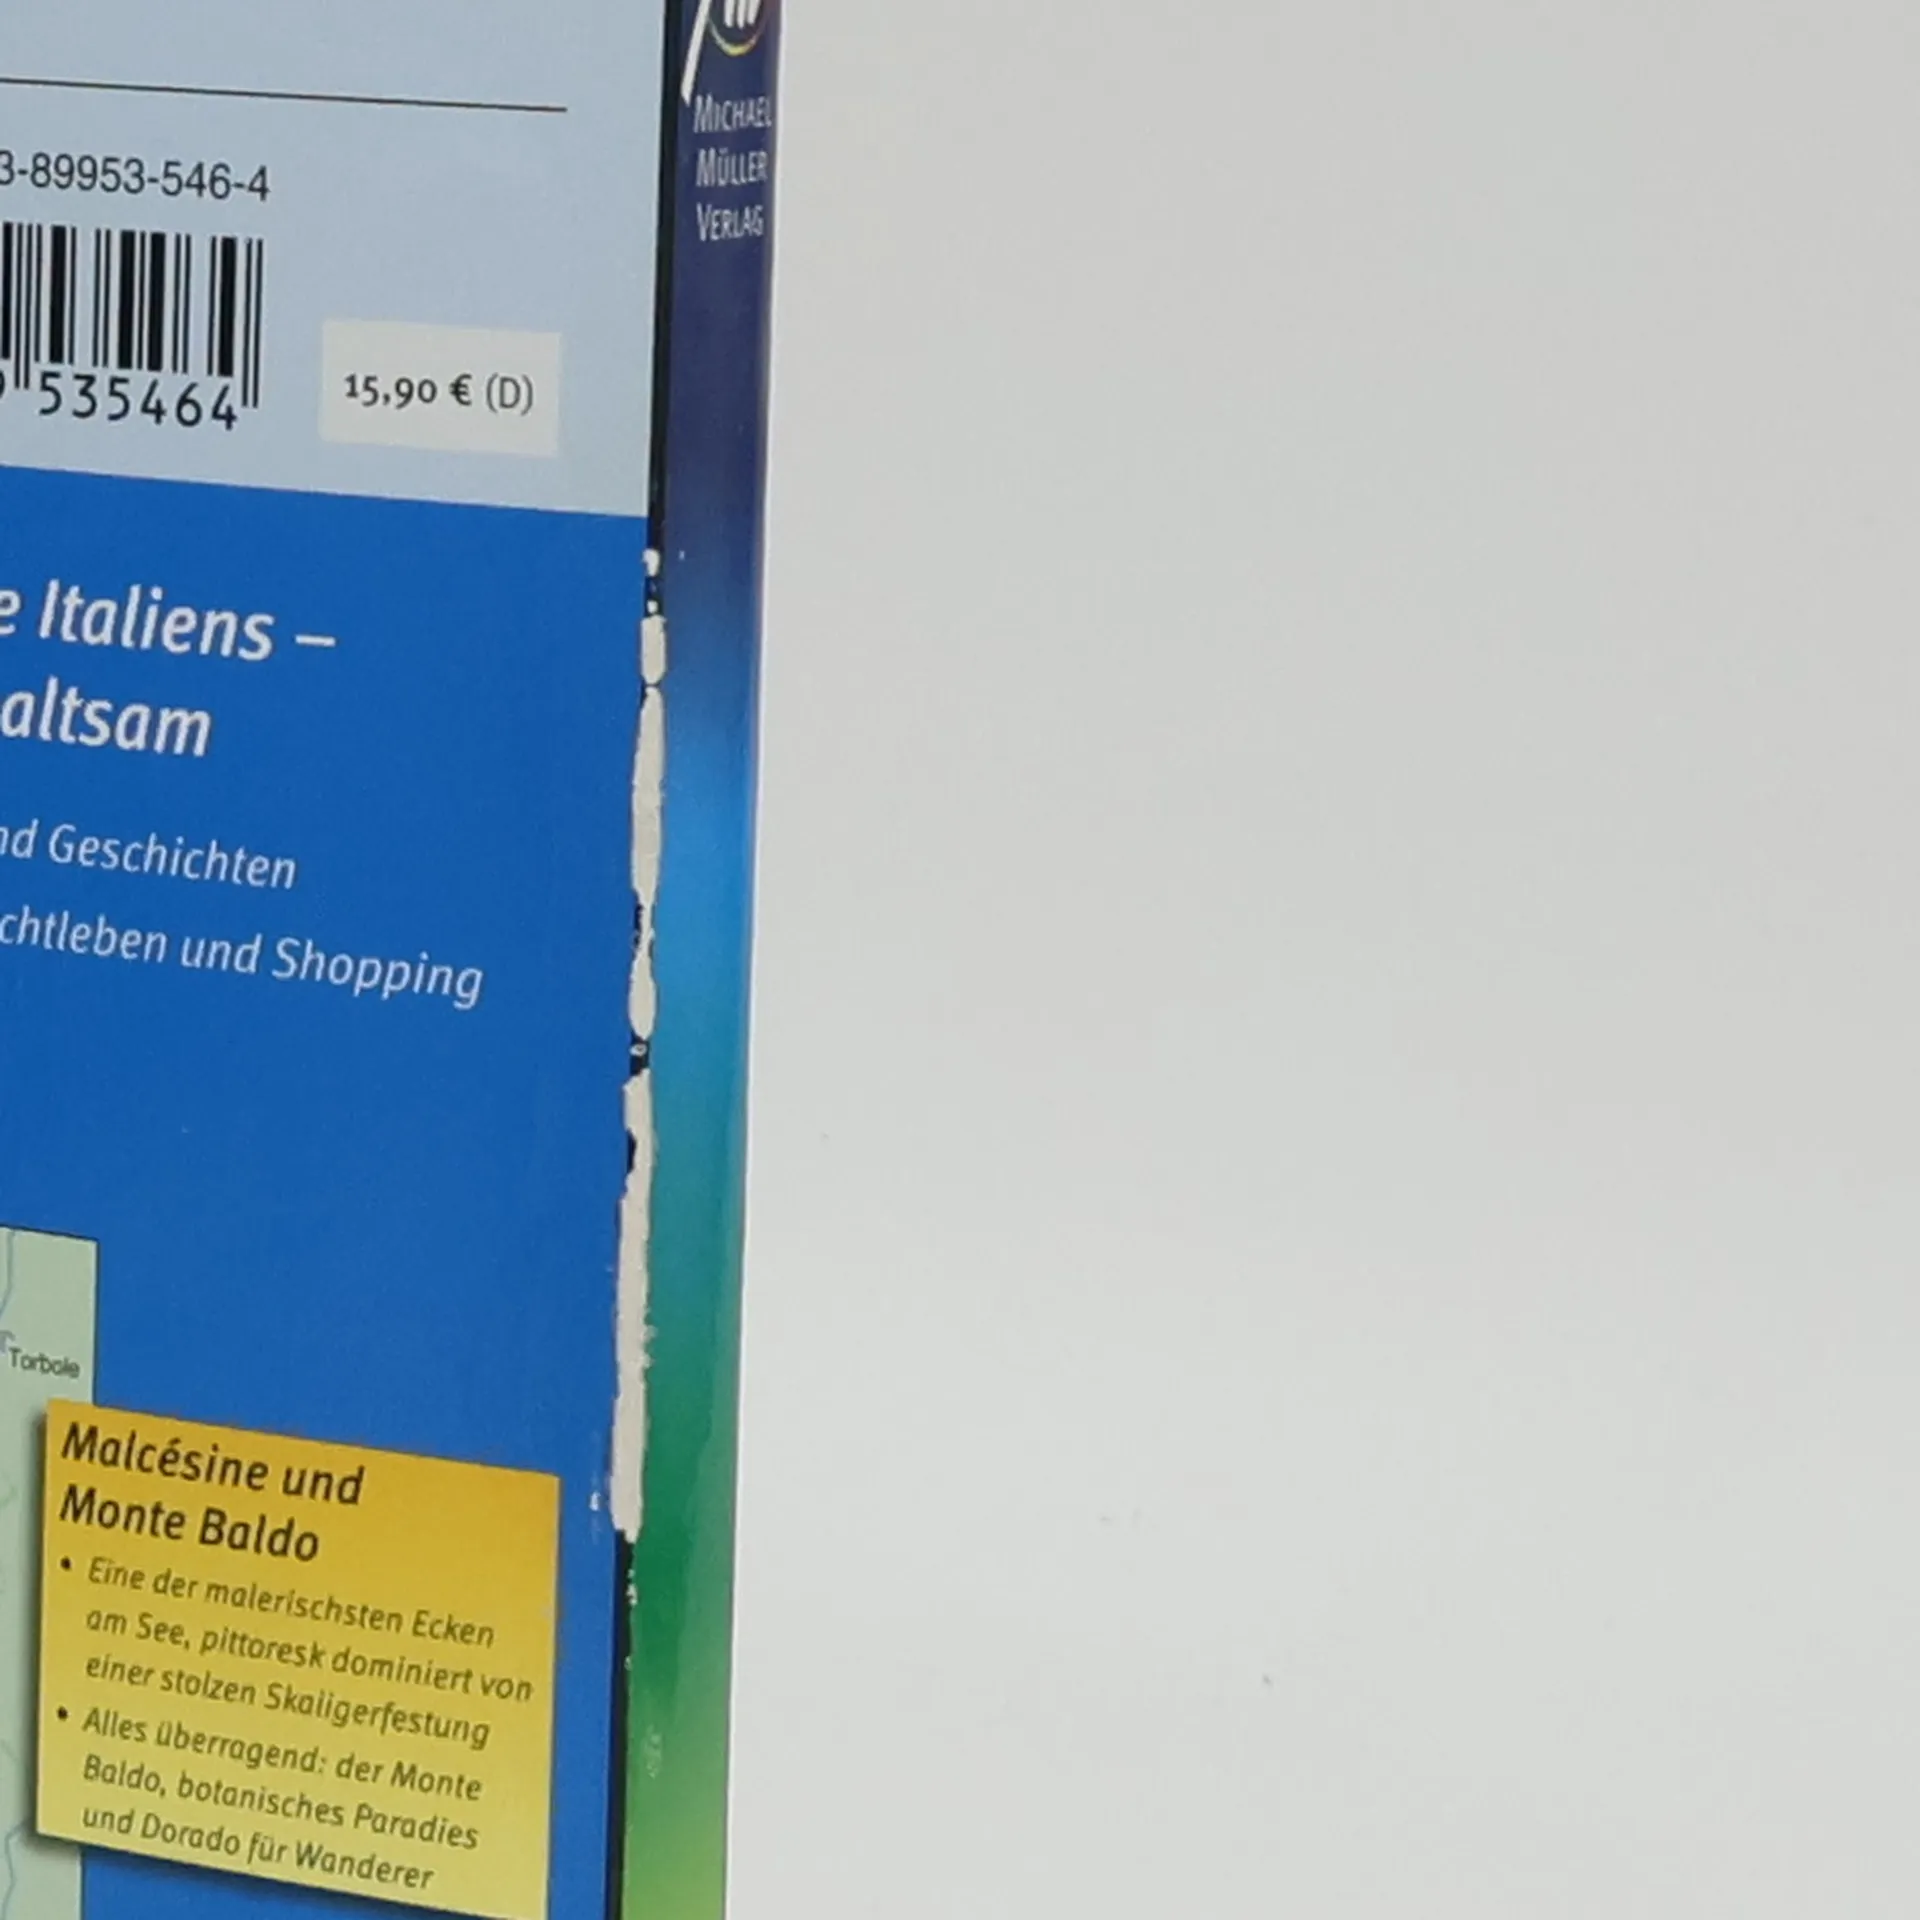 3-89953-546-4
535464
15,90 € (D)
MICHAEL
MÜLLER
VERLAG
e Italiens –
altsam
nd Geschichten
chtleben und Shopping
Torbole
Malcésine und
Monte Baldo
• Eine der malerischsten Ecken
am See, pittoresk dominiert von
einer stolzen Skaligerfestung
• Alles überragend: der Monte
Baldo, botanisches Paradies
und Dorado für Wanderer